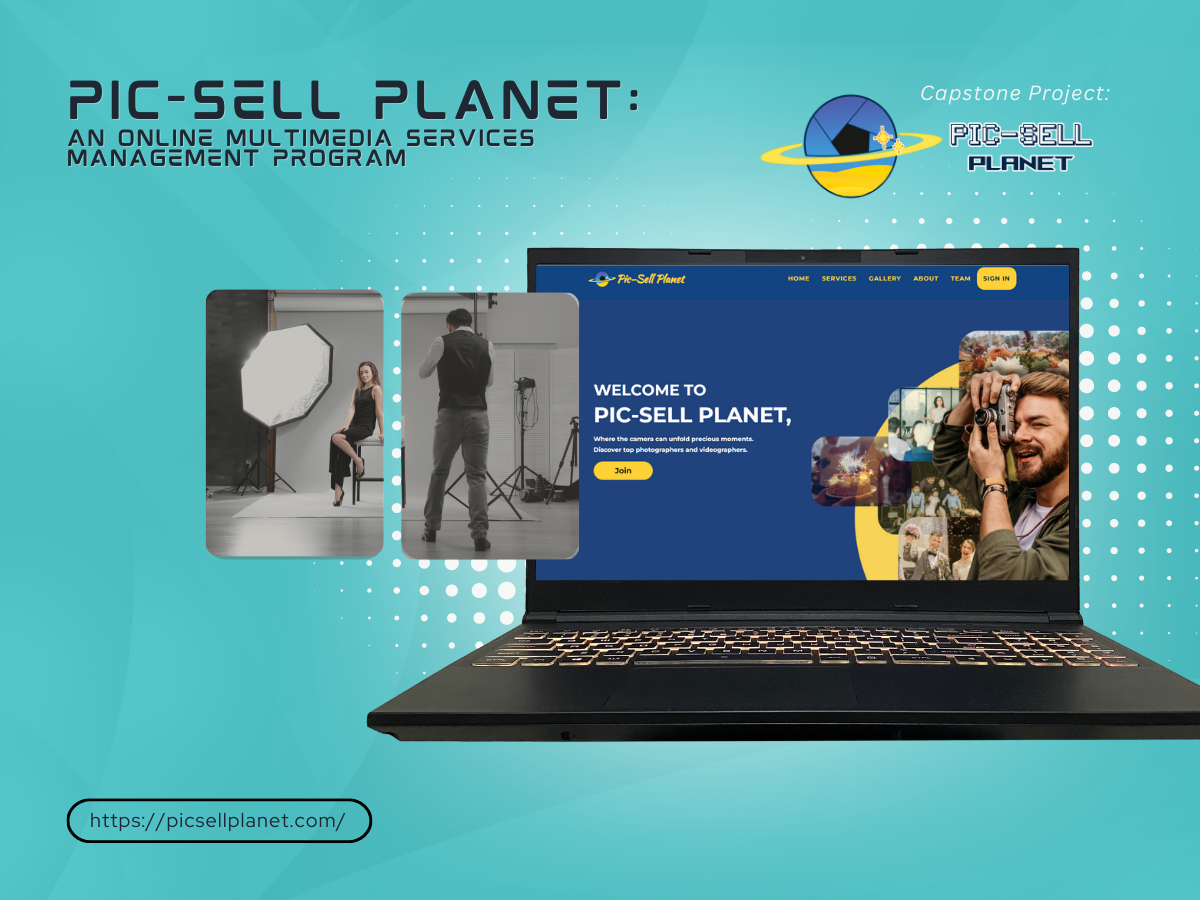 PIC-SELL PLANET:
AN ONLINE MULTIMEDIA SERVICES
MANAGEMENT PROGRAM
Capstone Project:
PIC-SELL
PLANET
Pic-Sell Planet
HOME SERVICES GALLERY ABOUT TEAM SIGN IN
WELCOME TO
PIC-SELL PLANET,
Where the camera can unfold precious moments.
Discover top photographers and videographers.
Join
https://picsellplanet.com/